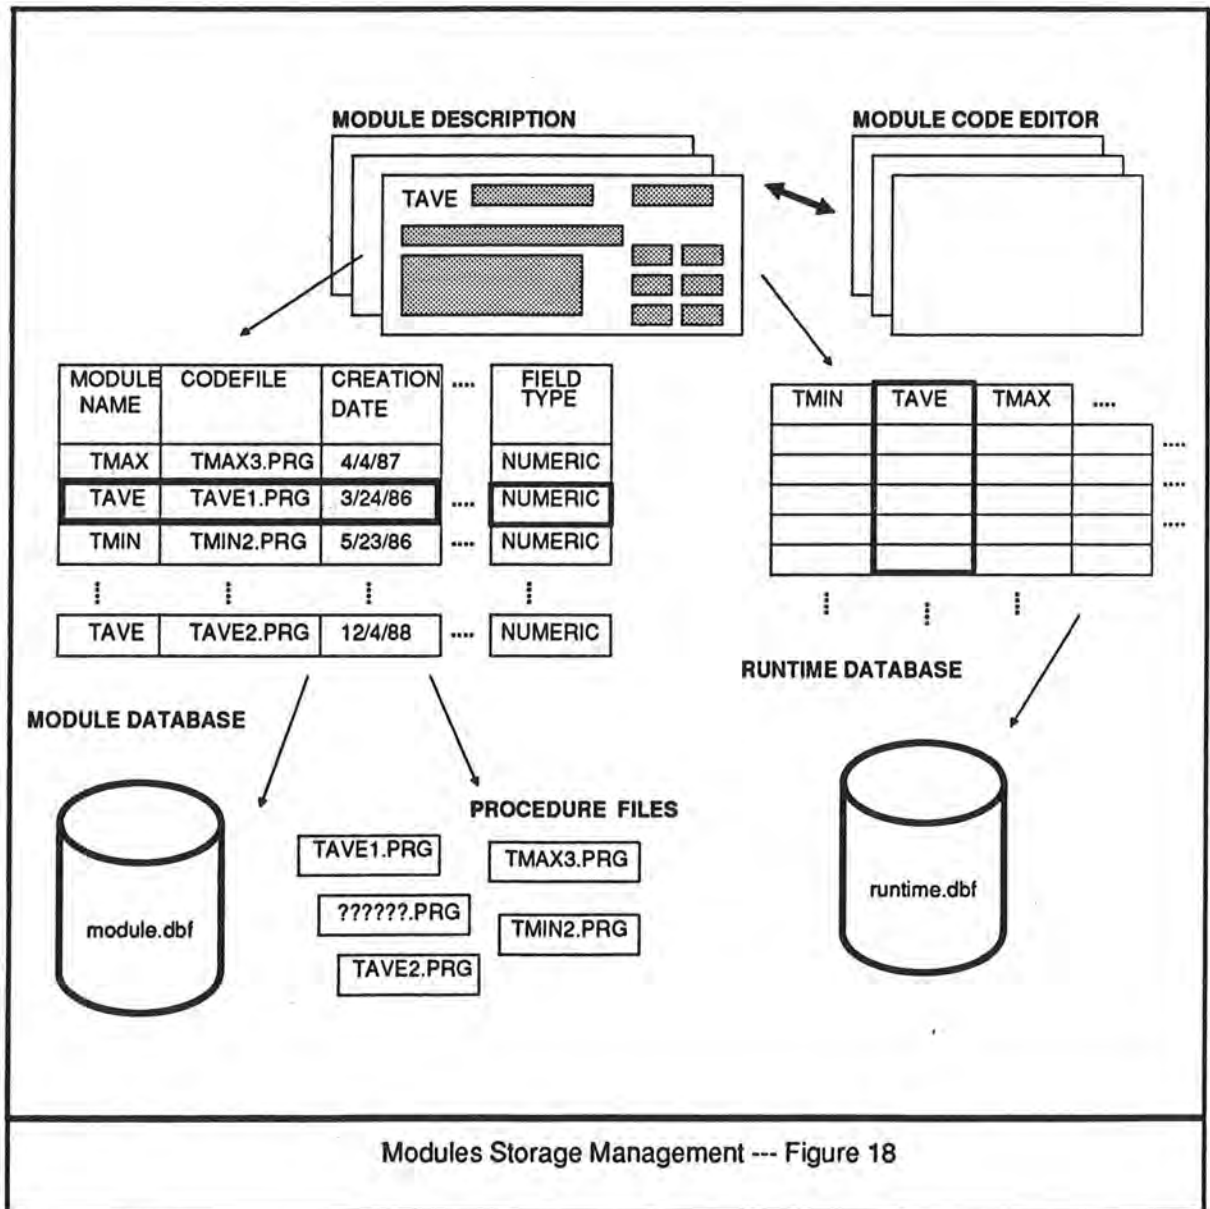 MODULE DESCRIPTION
MODULE CODE EDITOR
TAVE
MODULE NAME CODEFILE CREATION DATE .... FIELD TYPE
TMAX TMAX3.PRG 4/4/87 NUMERIC
TAVE TAVE1.PRG 3/24/86 .... NUMERIC
TMIN TMIN2.PRG 5/23/86 .... NUMERIC
TAVE TAVE2.PRG 12/4/88 .... NUMERIC
TMIN TAVE TMAX ....
....
....
....
RUNTIME DATABASE
MODULE DATABASE
PROCEDURE FILES
TAVE1.PRG
TMAX3.PRG
??????.PRG
TMIN2.PRG
TAVE2.PRG
module.dbf
runtime.dbf
Modules Storage Management --- Figure 18